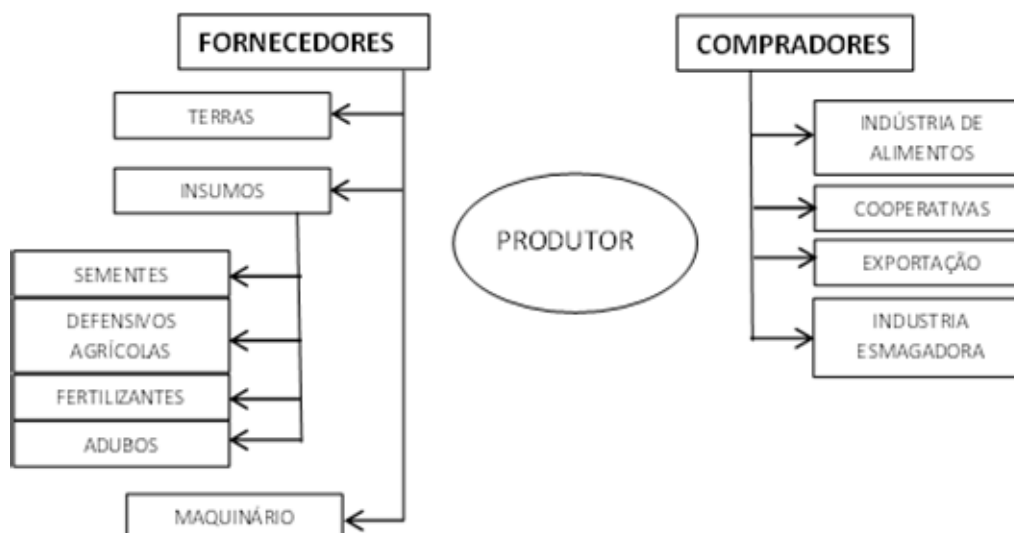 FORNECEDORES
TERRAS
INSUMOS
SEMENTES
DEFENSIVOS
AGRÍCOLAS
FERTILIZANTES
ADUBOS
MAQUINÁRIO
PRODUTOR
COMPRADORES
INDÚSTRIA DE
ALIMENTOS
COOPERATIVAS
EXPORTAÇÃO
INDUSTRIA
ESMAGADORA